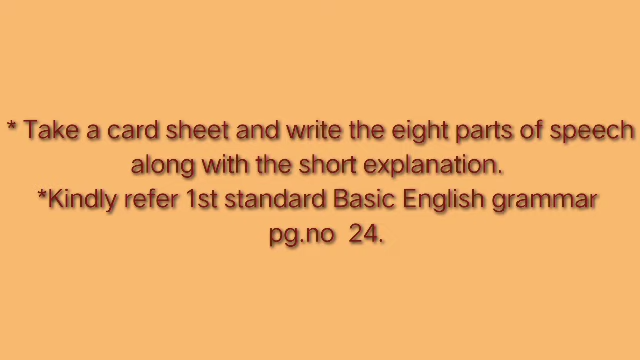 * Take a card sheet and write the eight parts of speech
along with the short explanation.
*Kindly refer 1st standard Basic English grammar
pg.no 24.